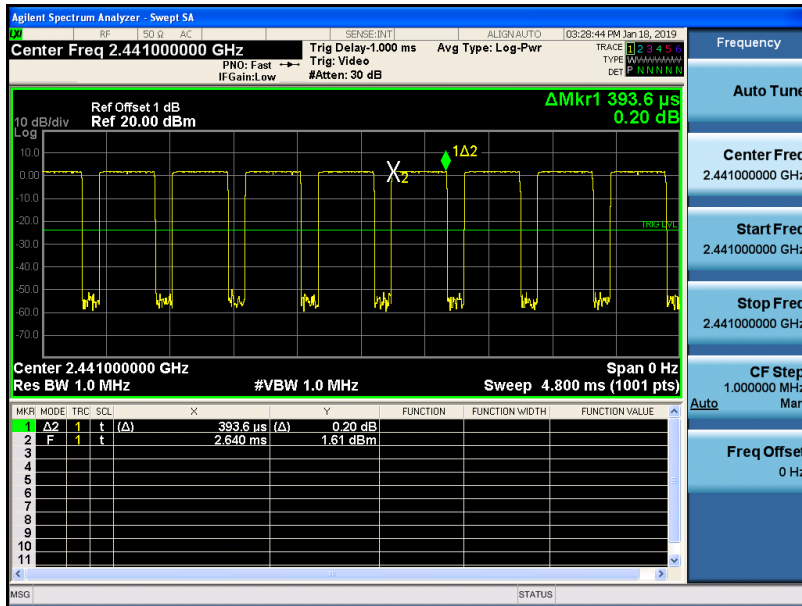 Agilent Spectrum Analyzer - Swept SA
LXI RF 50 Ω AC SENSE:INT ALIGN AUTO 03:28:44 PM Jan 18, 2019
Center Freq 2.441000000 GHz
PNO: Fast
IFGain:Low
Trig Delay-1.000 ms
Trig: Video
#Atten: 30 dB
Avg Type: Log-Pwr
TRACE 1 2 3 4 5 6
TYPE
DET P N N N N N
Ref Offset 1 dB
10 dB/div Ref 20.00 dBm
Log
ΔMkr1 393.6 µs
0.20 dB
10.0
0.00
-10.0
-20.0
-30.0
-40.0
-50.0
-60.0
-70.0
1Δ2
X2
TRIG LVL
Center 2.441000000 GHz Span 0 Hz
Res BW 1.0 MHz #VBW 1.0 MHz Sweep 4.800 ms (1001 pts)
MKR MODE TRC SCL X Y FUNCTION FUNCTION WIDTH FUNCTION VALUE
1 Δ2 1 t (Δ) 393.6 µs (Δ) 0.20 dB
2 F 1 t 2.640 ms 1.61 dBm
3
4
5
6
7
8
9
10
11
MSG STATUS
Frequency
Auto Tune
Center Freq
2.441000000 GHz
Start Freq
2.441000000 GHz
Stop Freq
2.441000000 GHz
CF Step
1.000000 MHz
Auto Man
Freq Offset
0 Hz